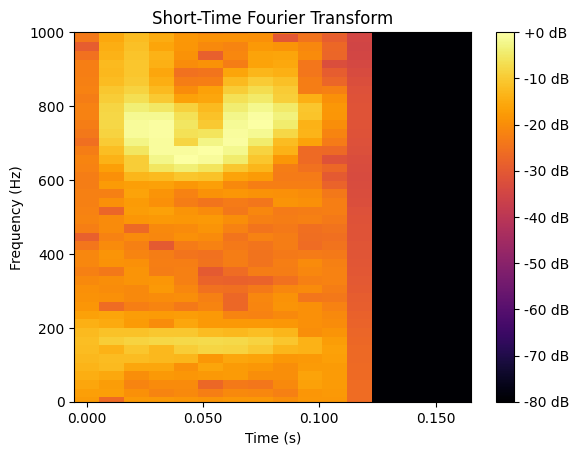 Short-Time Fourier Transform
1000
800
600
400
200
0
Frequency (Hz)
0.000
0.050
0.100
0.150
Time (s)
+0 dB
-10 dB
-20 dB
-30 dB
-40 dB
-50 dB
-60 dB
-70 dB
-80 dB